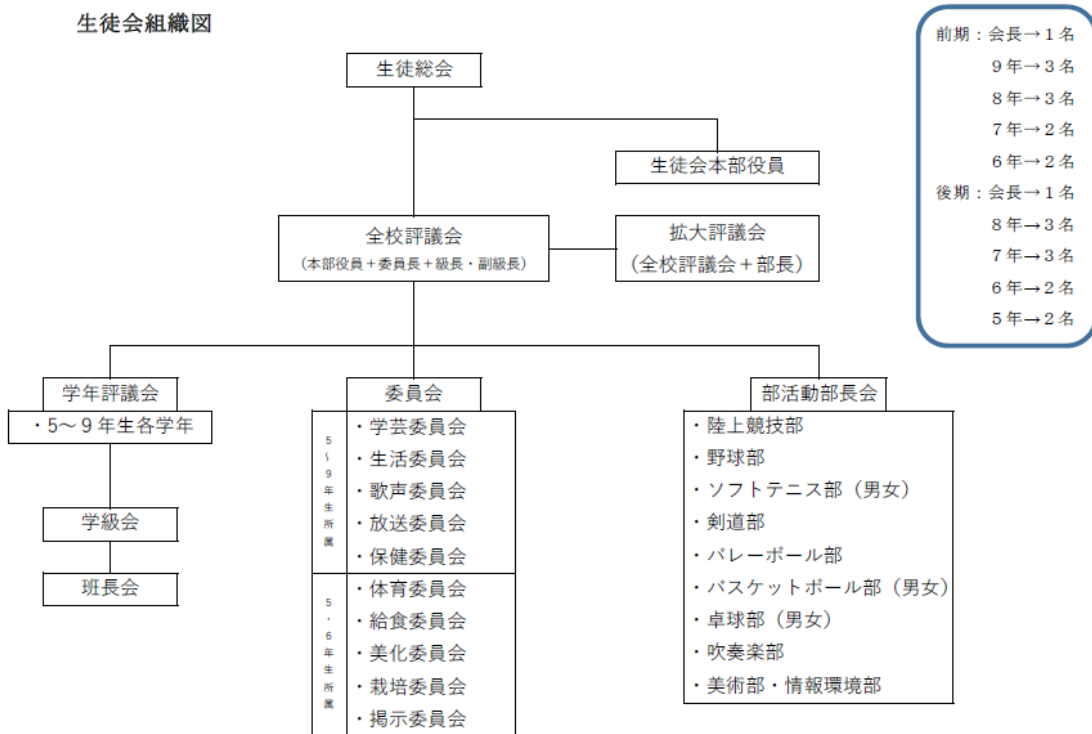 生徒会組織図
前期：会長→１名
９年→３名
８年→３名
７年→２名
６年→２名
後期：会長→１名
８年→３名
７年→３名
６年→２名
５年→２名
生徒総会
生徒会本部役員
全校評議会
（本部役員＋委員長＋級長・副級長）
拡大評議会
（全校評議会＋部長）
学年評議会
・5～9年生各学年
学級会
班長会
委員会
5～9年生所属
・学芸委員会
・生活委員会
・歌声委員会
・放送委員会
・保健委員会
5・6年生所属
・体育委員会
・給食委員会
・美化委員会
・栽培委員会
・掲示委員会
部活動部長会
・陸上競技部
・野球部
・ソフトテニス部（男女）
・剣道部
・バレーボール部
・バスケットボール部（男女）
・卓球部（男女）
・吹奏楽部
・美術部・情報環境部